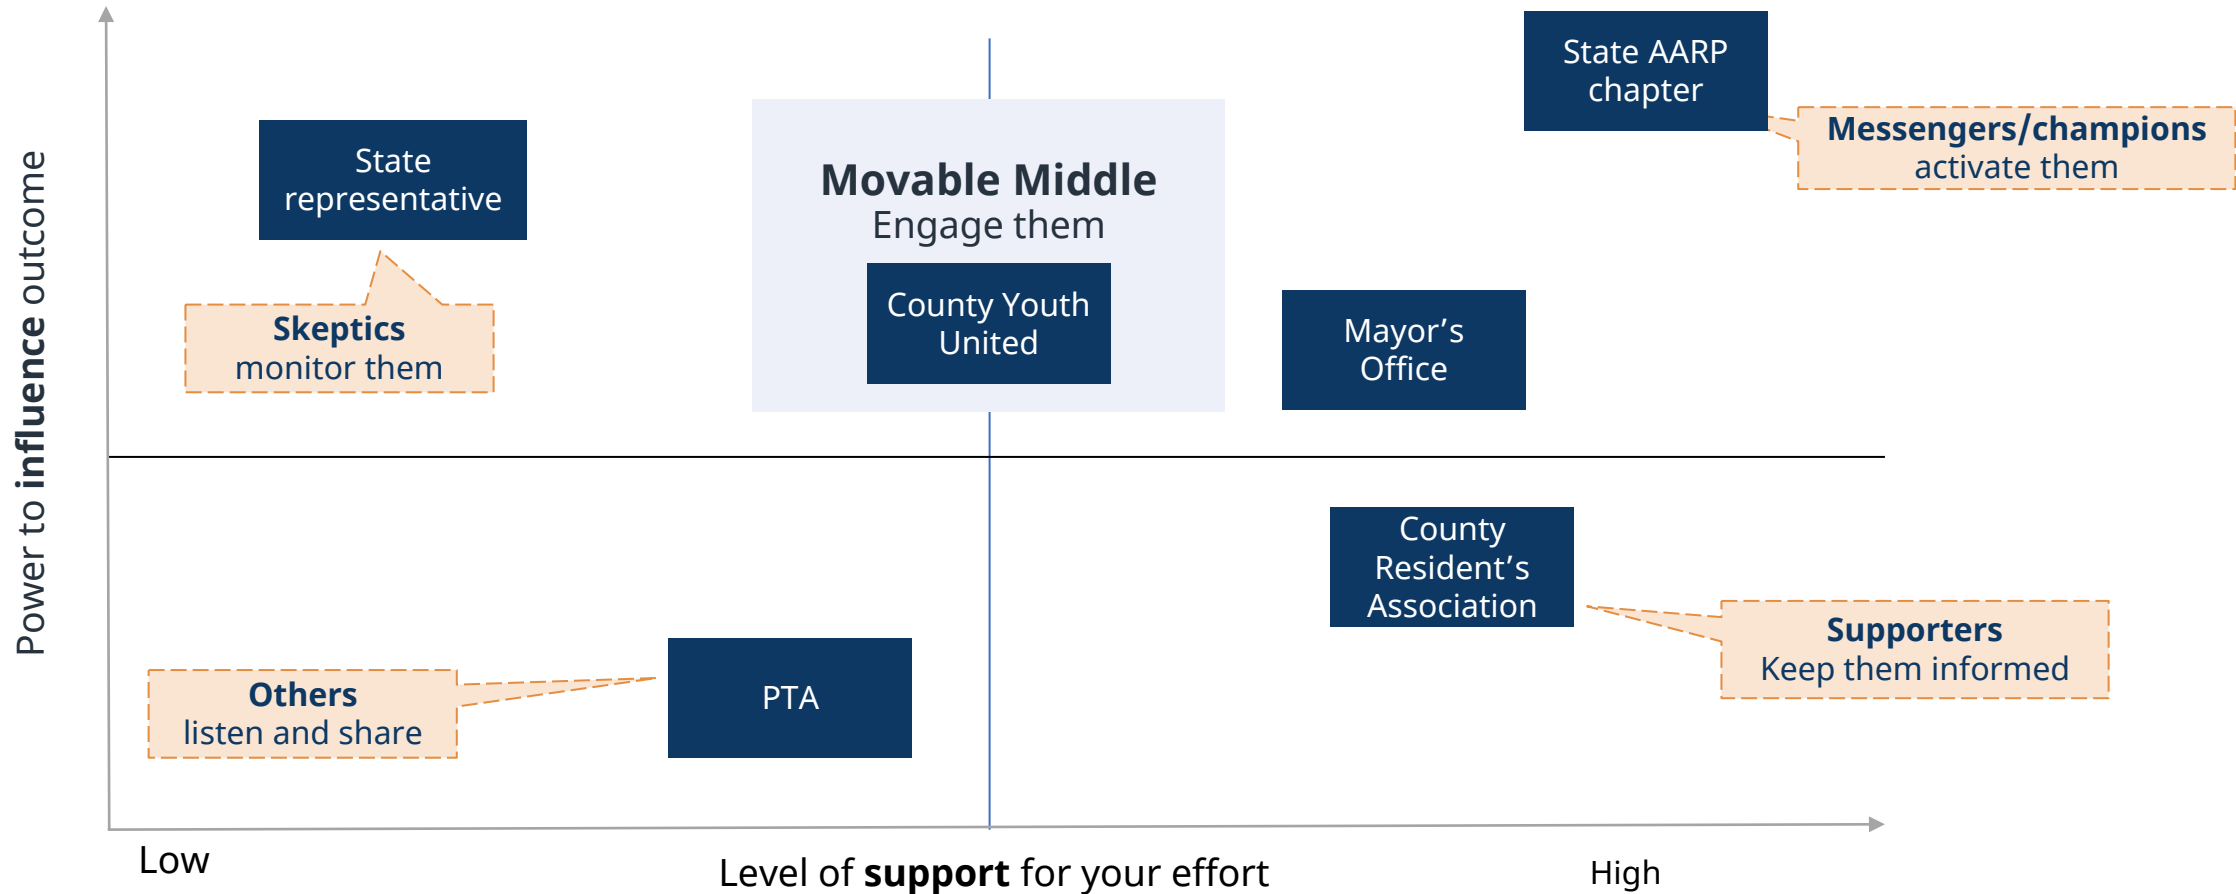 State AARP
chapter
Messengers/champions
activate them
State
representative
Movable Middle
Engage them
Skeptics
monitor them
County Youth
United
Mayor’s
Office
Power to influence outcome
County
Resident’s
Association
Supporters
Keep them informed
Others
listen and share
PTA
Low
Level of support for your effort
High